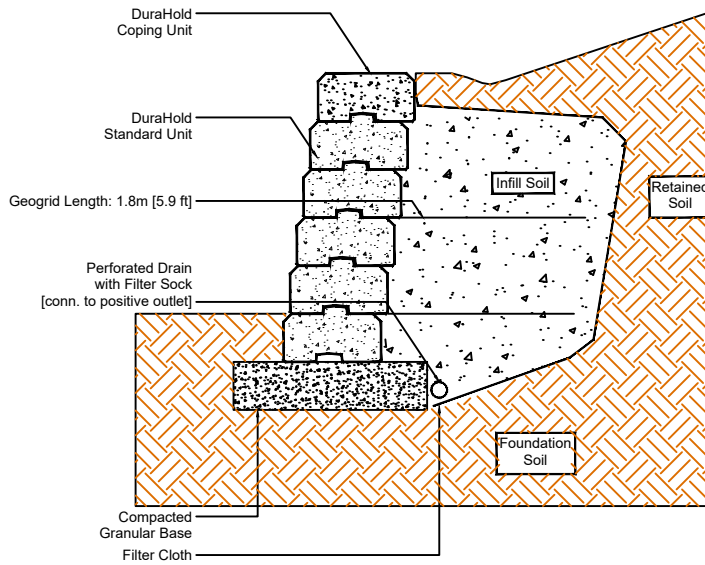 DuraHold
Coping Unit
DuraHold
Standard Unit
Infill Soil
Retained
Soil
Geogrid Length: 1.8m [5.9 ft]
Perforated Drain
with Filter Sock
[conn. to positive outlet]
Foundation
Soil
Compacted
Granular Base
Filter Cloth